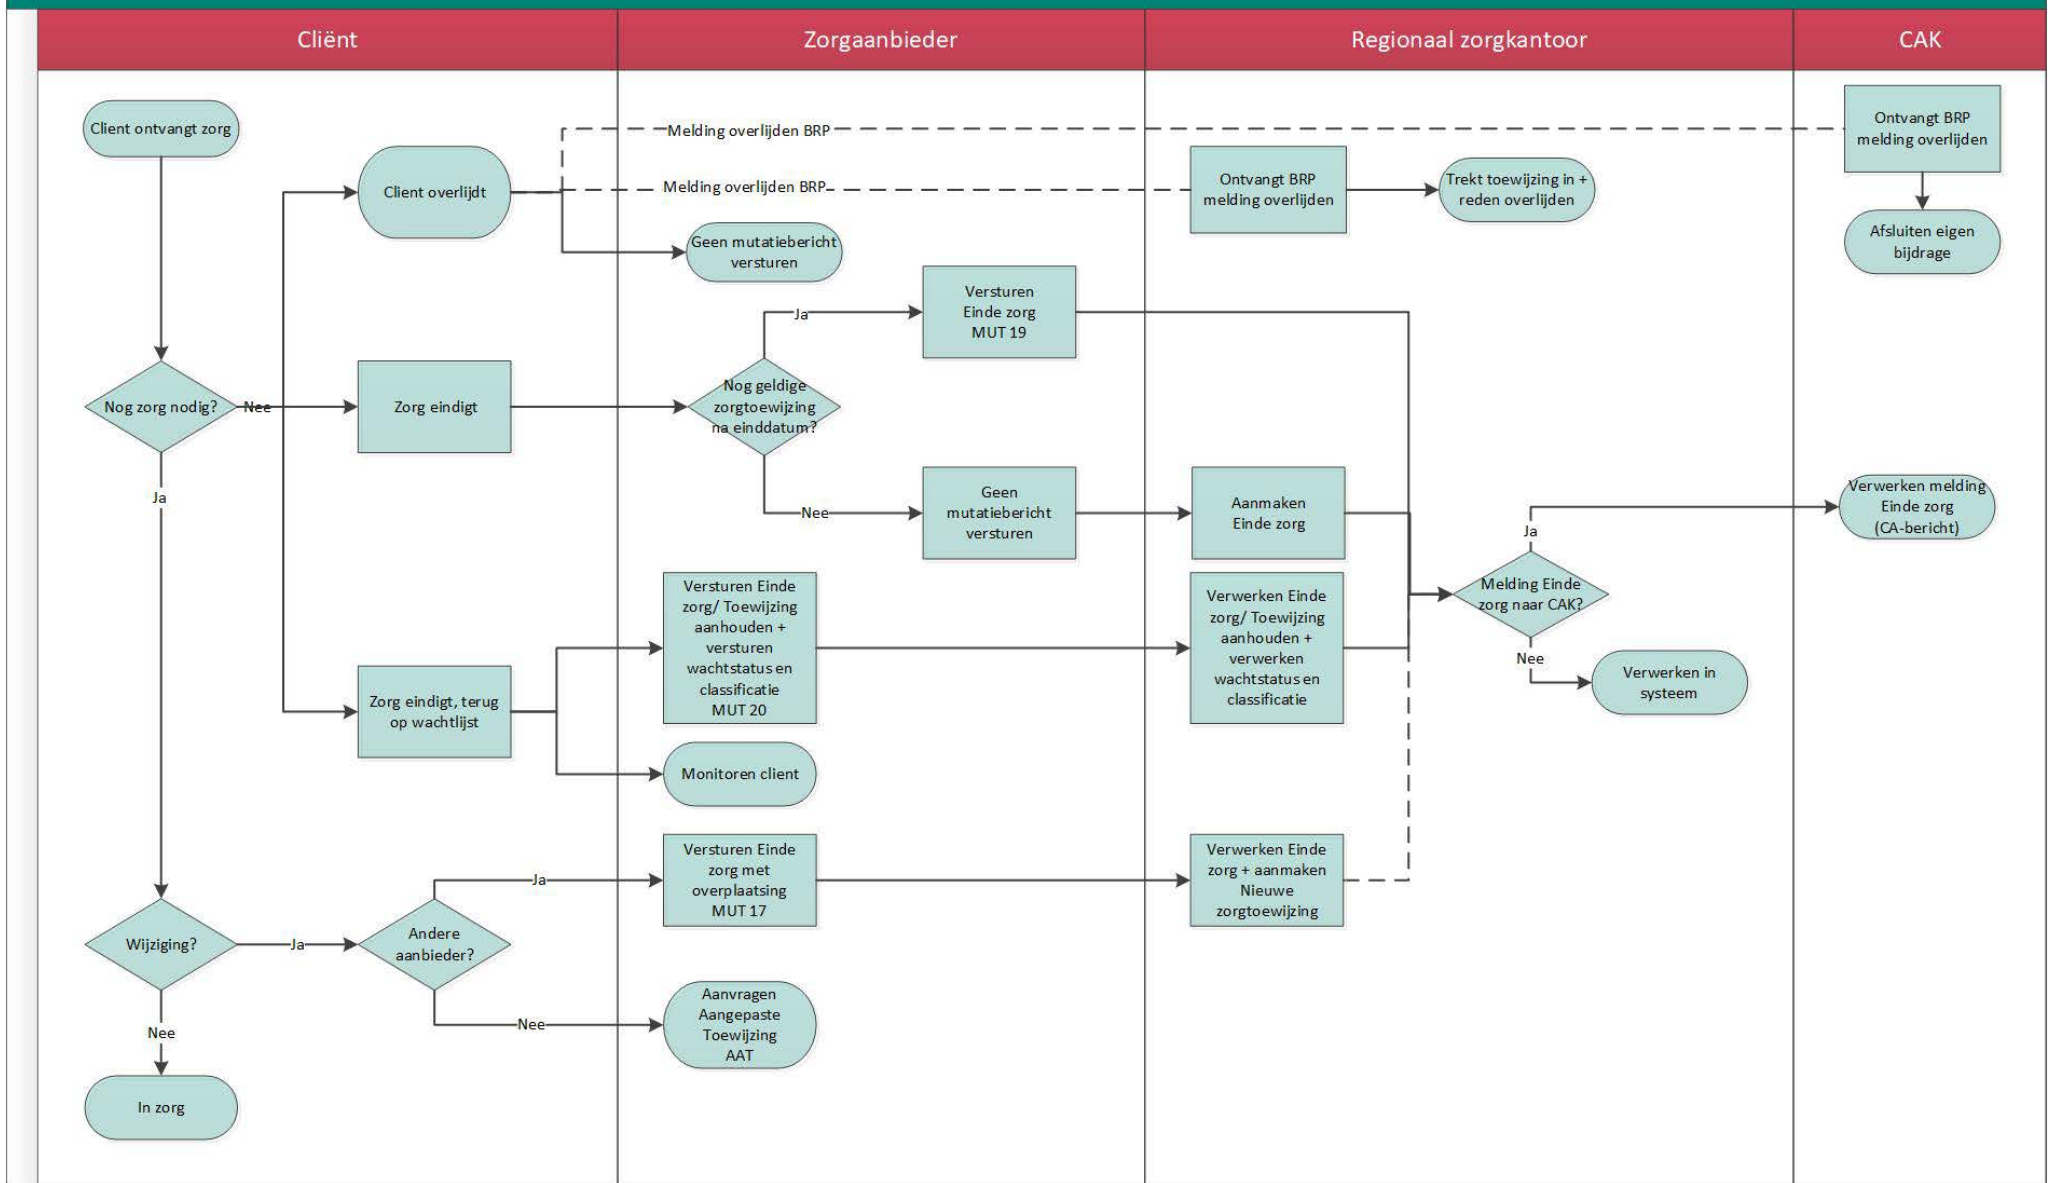 Cliënt
Zorgaanbieder
Regionaal zorgkantoor
CAK
Client ontvangt zorg
Nog zorg nodig?
Nee
Ja
Client overlijdt
Melding overlijden BRP
Melding overlijden BRP
Geen mutatiebericht
versturen
Ontvangt BRP
melding overlijden
Trekt toewijzing in +
reden overlijden
Ontvangt BRP
melding overlijden
Afsluiten eigen
bijdrage
Zorg eindigt
Nog geldige
zorgtoewijzing
na einddatum?
Ja
Versturen
Einde zorg
MUT 19
Nee
Geen
mutatiebericht
versturen
Aanmaken
Einde zorg
Melding Einde
zorg naar CAK?
Ja
Verwerken melding
Einde zorg
(CA-bericht)
Nee
Verwerken in
systeem
Zorg eindigt, terug
op wachtlijst
Versturen Einde
zorg/ Toewijzing
aanhouden +
versturen
wachtstatus en
classificatie
MUT 20
Verwerken Einde
zorg/ Toewijzing
aanhouden +
verwerken
wachtstatus en
classificatie
Monitoren client
Wijziging?
Ja
Andere
aanbieder?
Ja
Versturen Einde
zorg met
overplaatsing
MUT 17
Verwerken Einde
zorg + aanmaken
Nieuwe
zorgtoewijzing
Nee
Aanvragen
Aangepaste
Toewijzing
AAT
Nee
In zorg